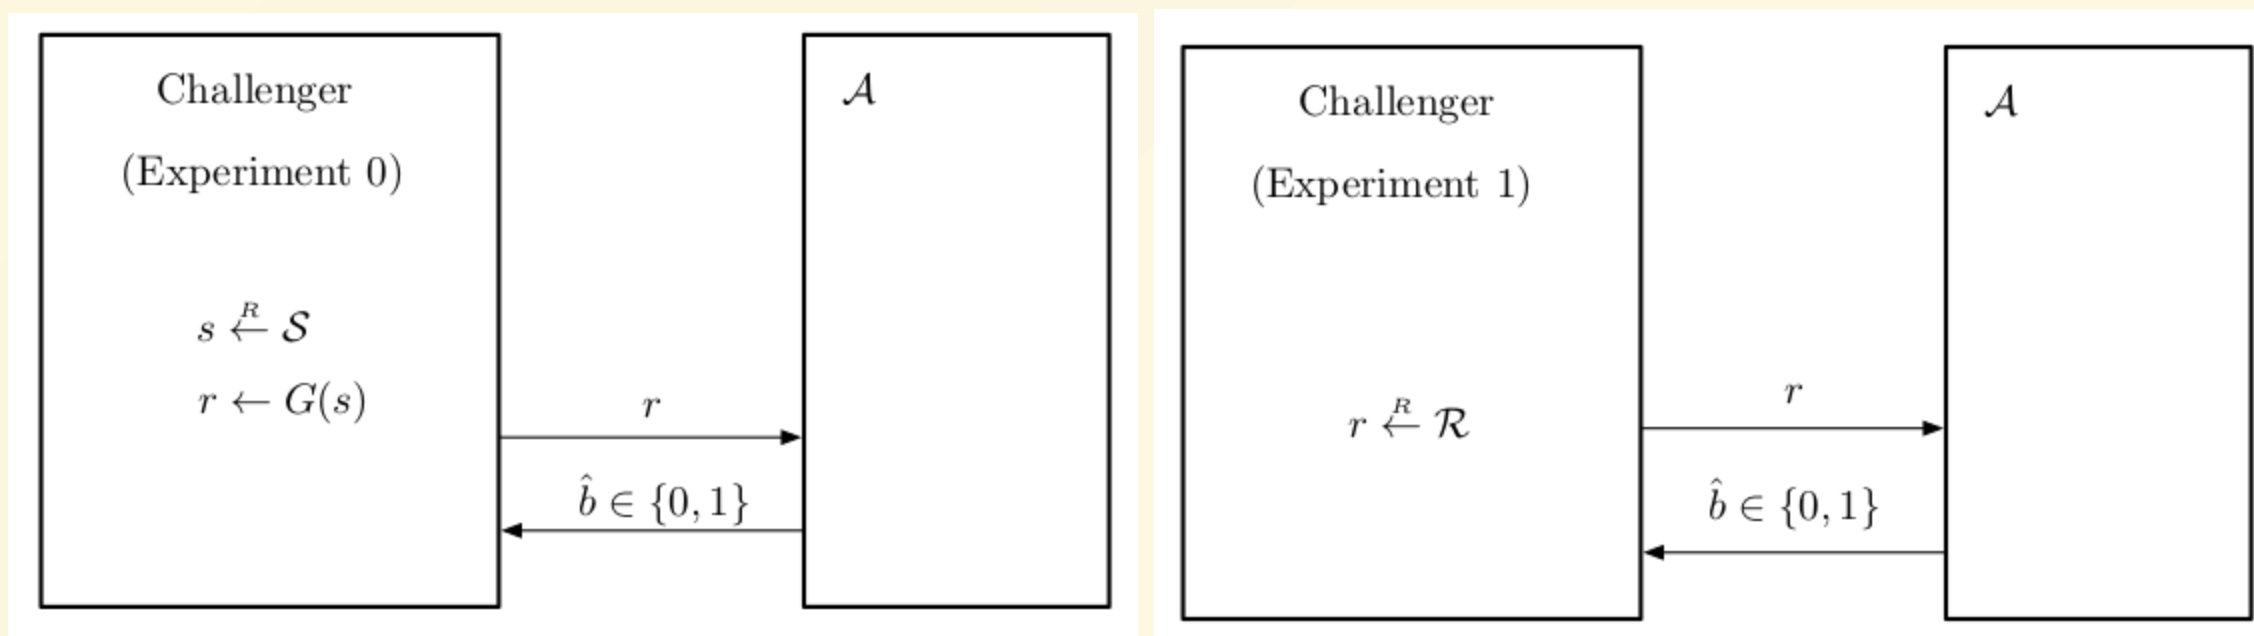 Challenger
(Experiment 0)
s ←ᴿ 𝒮
r ← G(s)
r
b̂ ∈ {0, 1}
𝒜
Challenger
(Experiment 1)
r ←ᴿ ℛ
r
b̂ ∈ {0, 1}
𝒜